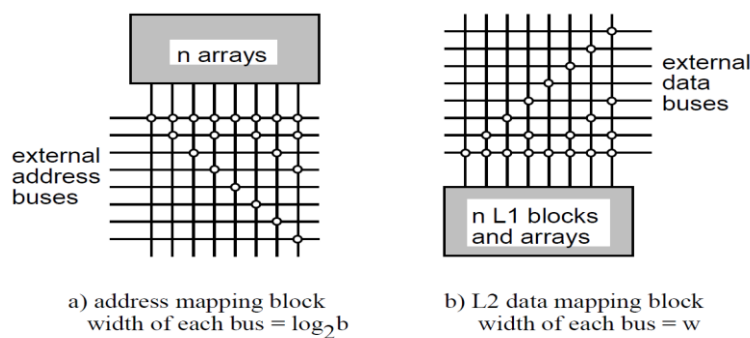 n arrays
external
address
buses
external
data
buses
n L1 blocks
and arrays
a) address mapping block
width of each bus = log₂b
b) L2 data mapping block
width of each bus = w